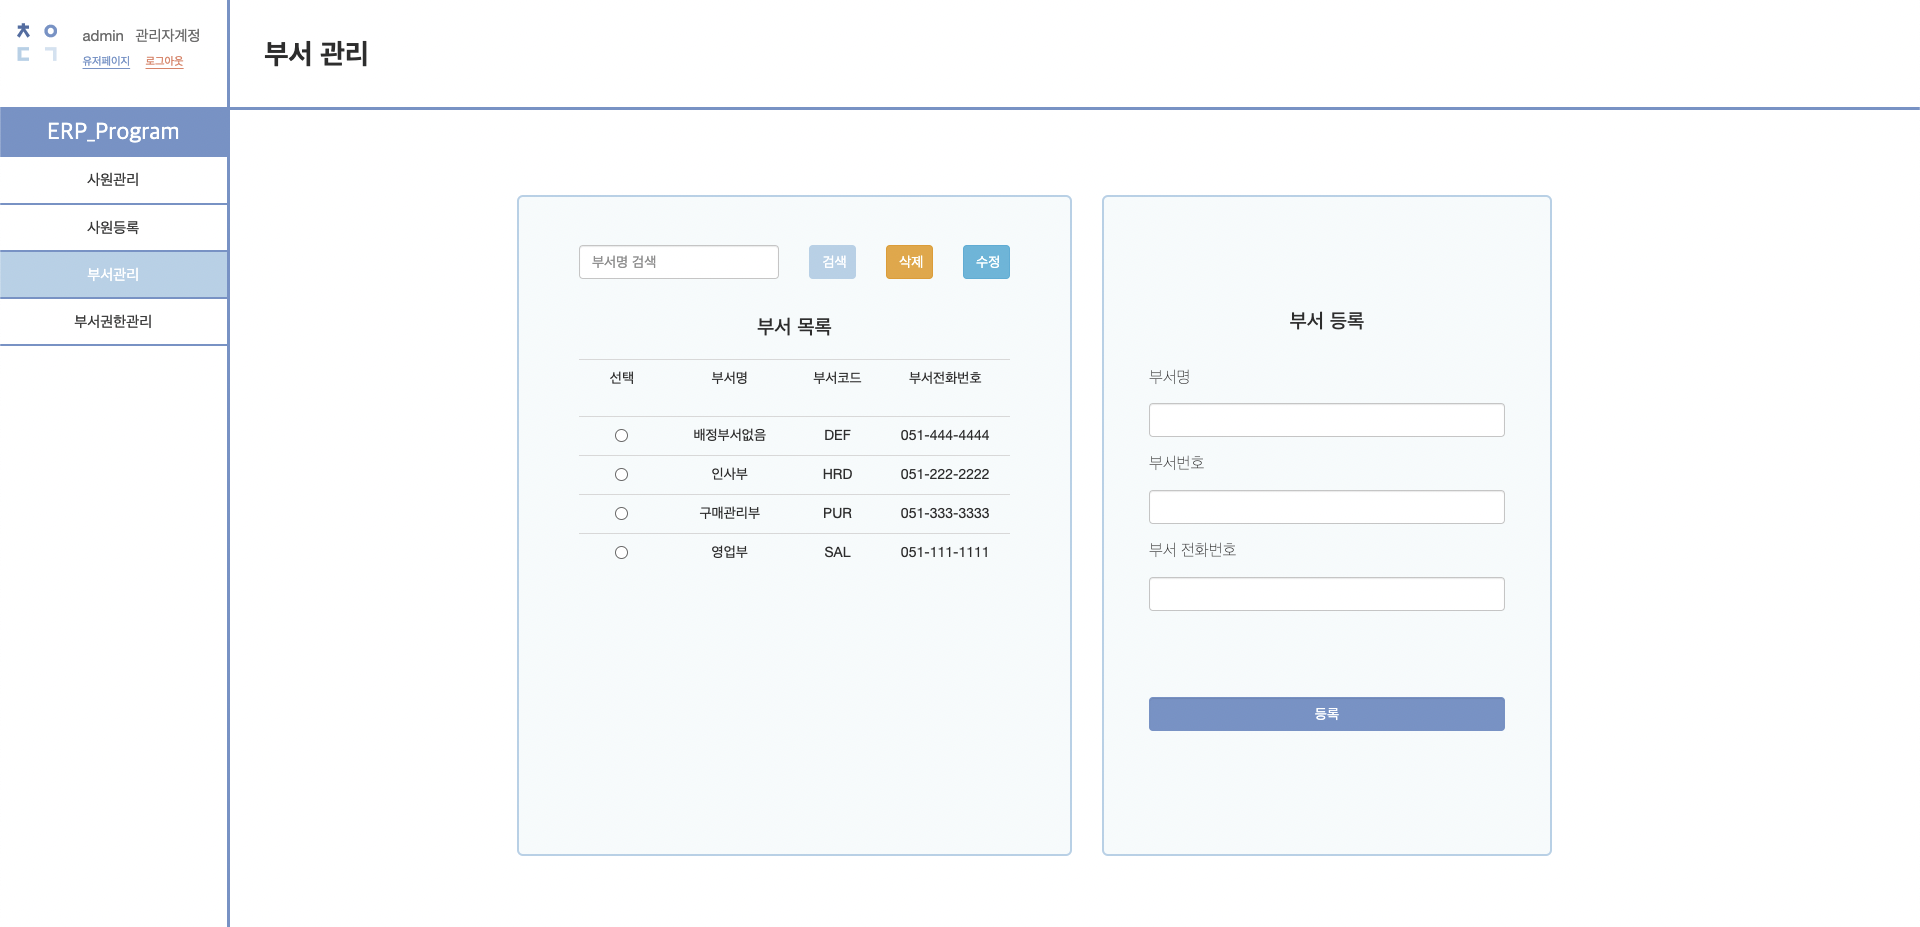 admin 관리자계정
유저페이지 로그아웃
부서 관리
ERP_Program
사원관리
사원등록
부서관리
부서권한관리
부서명 검색 검색 삭제 수정
부서 목록
선택 부서명 부서코드 부서전화번호
배정부서없음 DEF 051-444-4444
인사부 HRD 051-222-2222
구매관리부 PUR 051-333-3333
영업부 SAL 051-111-1111
부서 등록
부서명
부서번호
부서 전화번호
등록